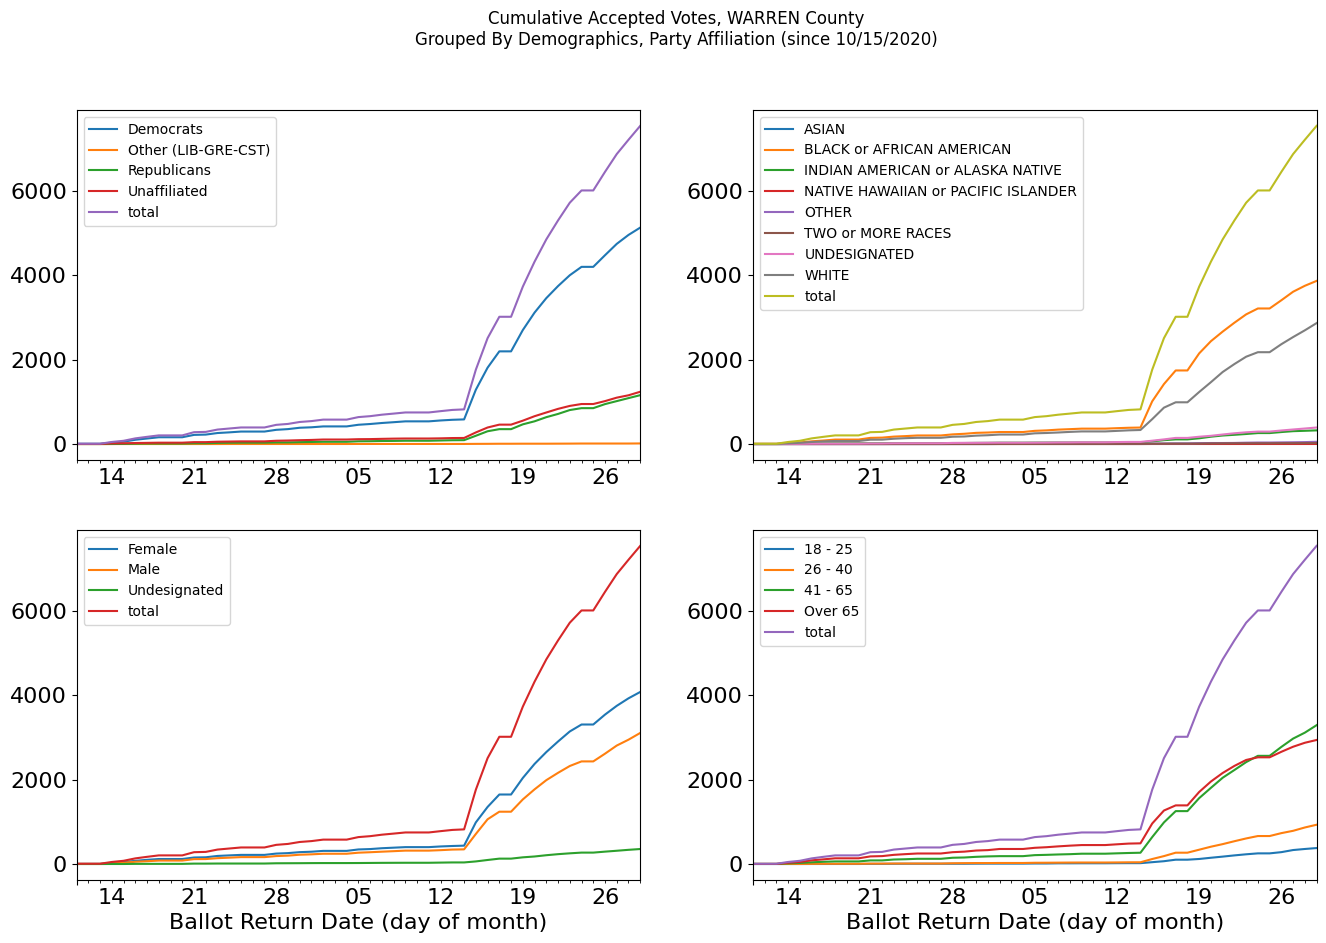 Cumulative Accepted Votes, WARREN County
Grouped By Demographics, Party Affiliation (since 10/15/2020)
Democrats
Other (LIB-GRE-CST)
Republicans
Unaffiliated
total
6000
4000
2000
0
14 21 28 05 12 19 26
ASIAN
BLACK or AFRICAN AMERICAN
INDIAN AMERICAN or ALASKA NATIVE
NATIVE HAWAIIAN or PACIFIC ISLANDER
OTHER
TWO or MORE RACES
UNDESIGNATED
WHITE
total
6000
4000
2000
0
14 21 28 05 12 19 26
Female
Male
Undesignated
total
6000
4000
2000
0
14 21 28 05 12 19 26
Ballot Return Date (day of month)
18 - 25
26 - 40
41 - 65
Over 65
total
6000
4000
2000
0
14 21 28 05 12 19 26
Ballot Return Date (day of month)